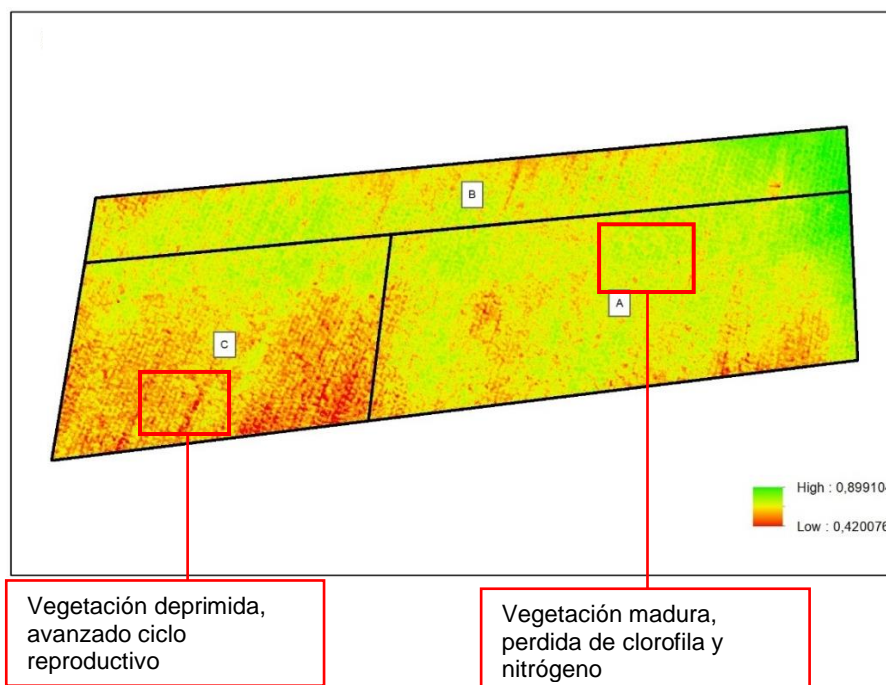 B
A
C
High : 0,899104
Low : 0,420076
Vegetación deprimida,
avanzado ciclo
reproductivo
Vegetación madura,
perdida de clorofila y
nitrógeno